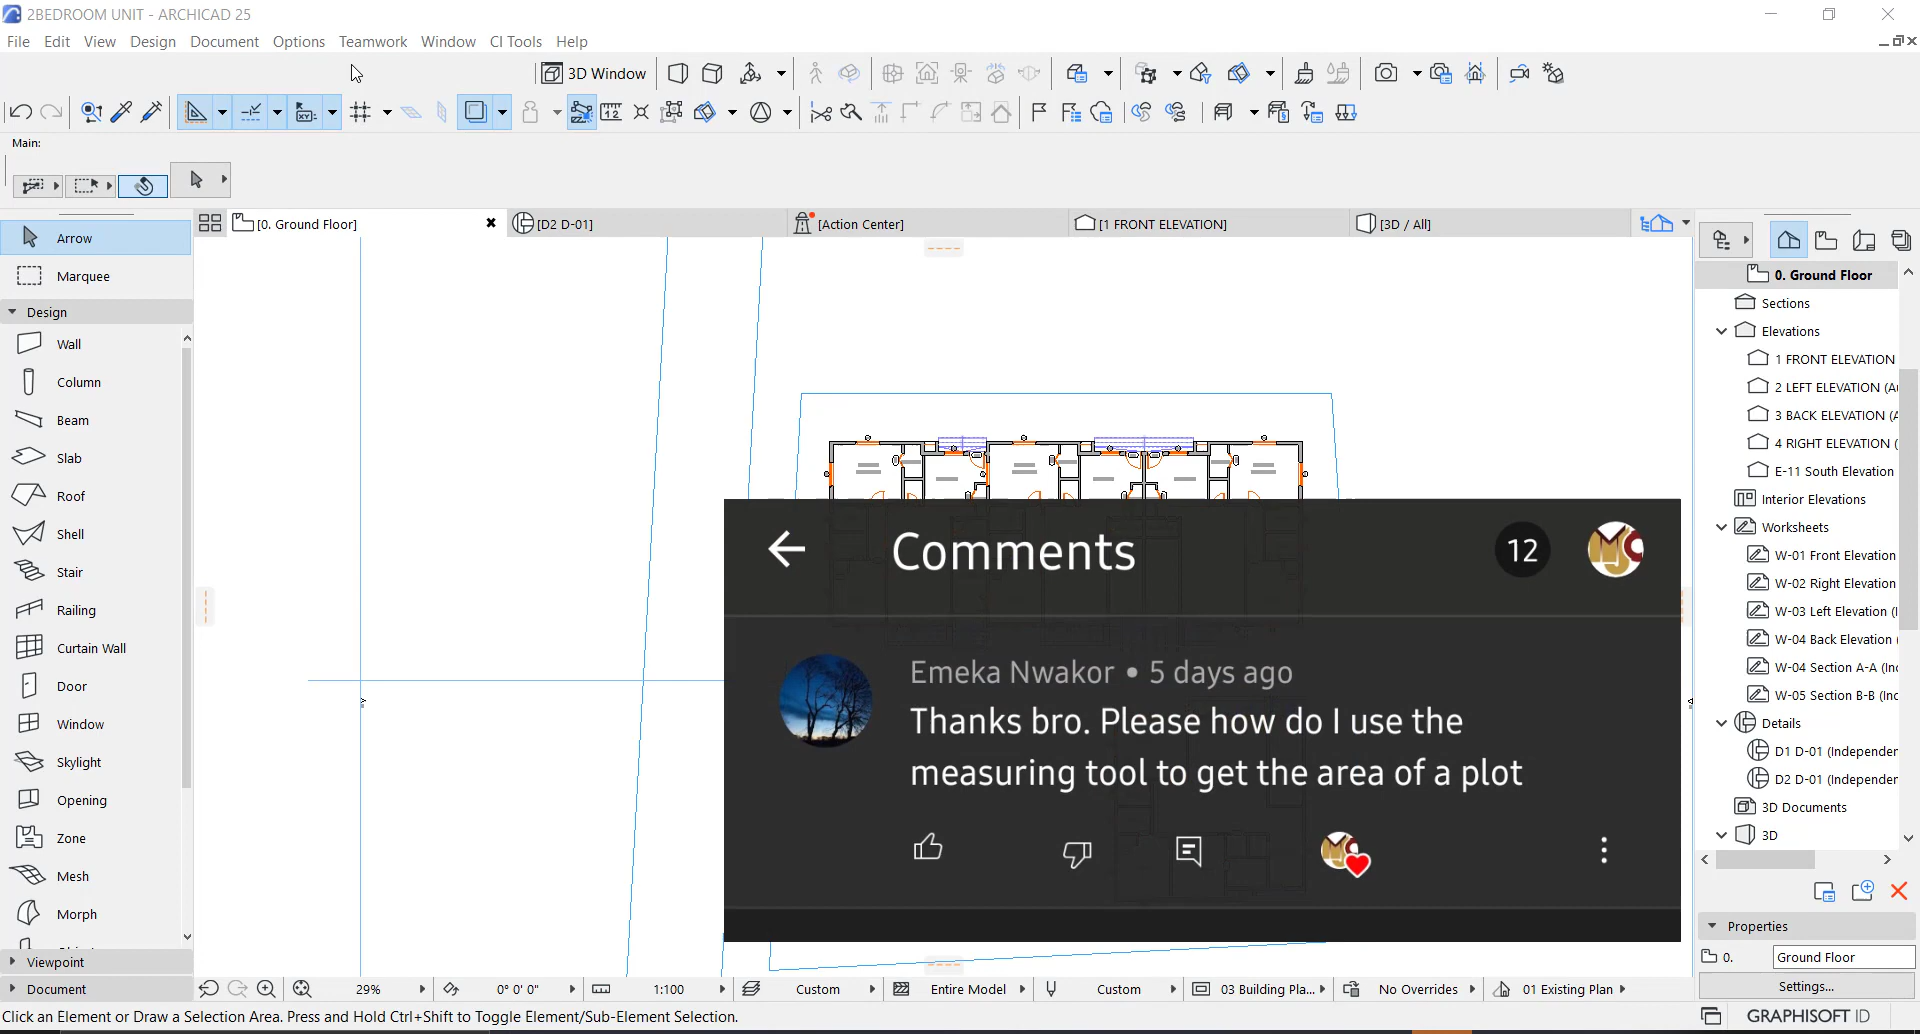 2BEDROOM UNIT - ARCHICAD 25
File Edit View Design Document Options Teamwork Window CI Tools Help
3D Window
Main:
[0. Ground Floor]
[D2 D-01]
[Action Center]
[1 FRONT ELEVATION]
[3D / All]
Arrow
Marquee
Design
Wall
Column
Beam
Slab
Roof
Shell
Stair
Railing
Curtain Wall
Door
Window
Skylight
Opening
Zone
Mesh
Morph
Viewpoint
Document
Comments
12
Emeka Nwakor • 5 days ago
Thanks bro. Please how do I use the
measuring tool to get the area of a plot
0. Ground Floor
Sections
Elevations
1 FRONT ELEVATION
2 LEFT ELEVATION (A
3 BACK ELEVATION (A
4 RIGHT ELEVATION (
E-11 South Elevation
Interior Elevations
Worksheets
W-01 Front Elevation
W-02 Right Elevation
W-03 Left Elevation (I
W-04 Back Elevation
W-04 Section A-A (Inc
W-05 Section B-B (Inc
Details
D1 D-01 (Independen
D2 D-01 (Independen
3D Documents
3D
Properties
0. Ground Floor
Settings...
29% 0° 0' 0" 1:100 Custom Entire Model Custom 03 Building Pla... No Overrides 01 Existing Plan
Click an Element or Draw a Selection Area. Press and Hold Ctrl+Shift to Toggle Element/Sub-Element Selection.
GRAPHISOFT ID